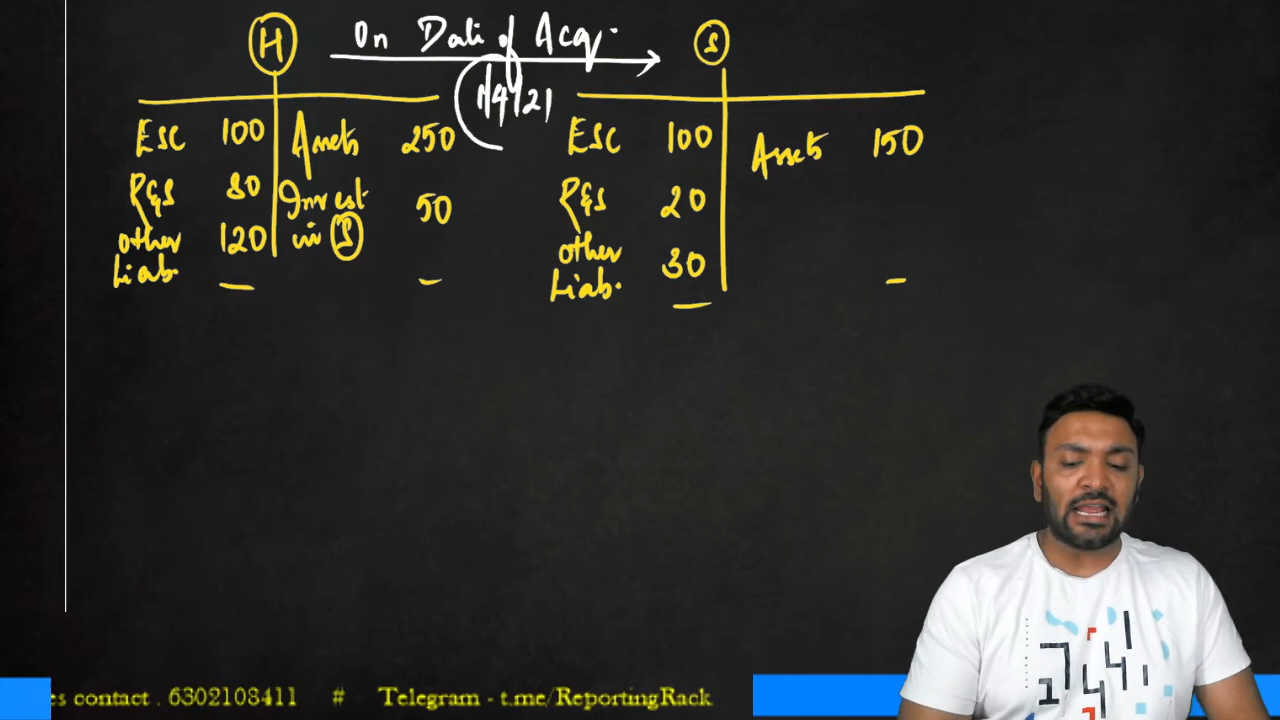 H On Date of Acq. S
1/4/21
ESC 100 Assets 250
R&S 80 Invest 50
other 120 in S
Liab.
ESC 100 Assets 150
R&S 20
other 30
Liab.
es contact . 6302108411 # Telegram - t.me/ReportingRack